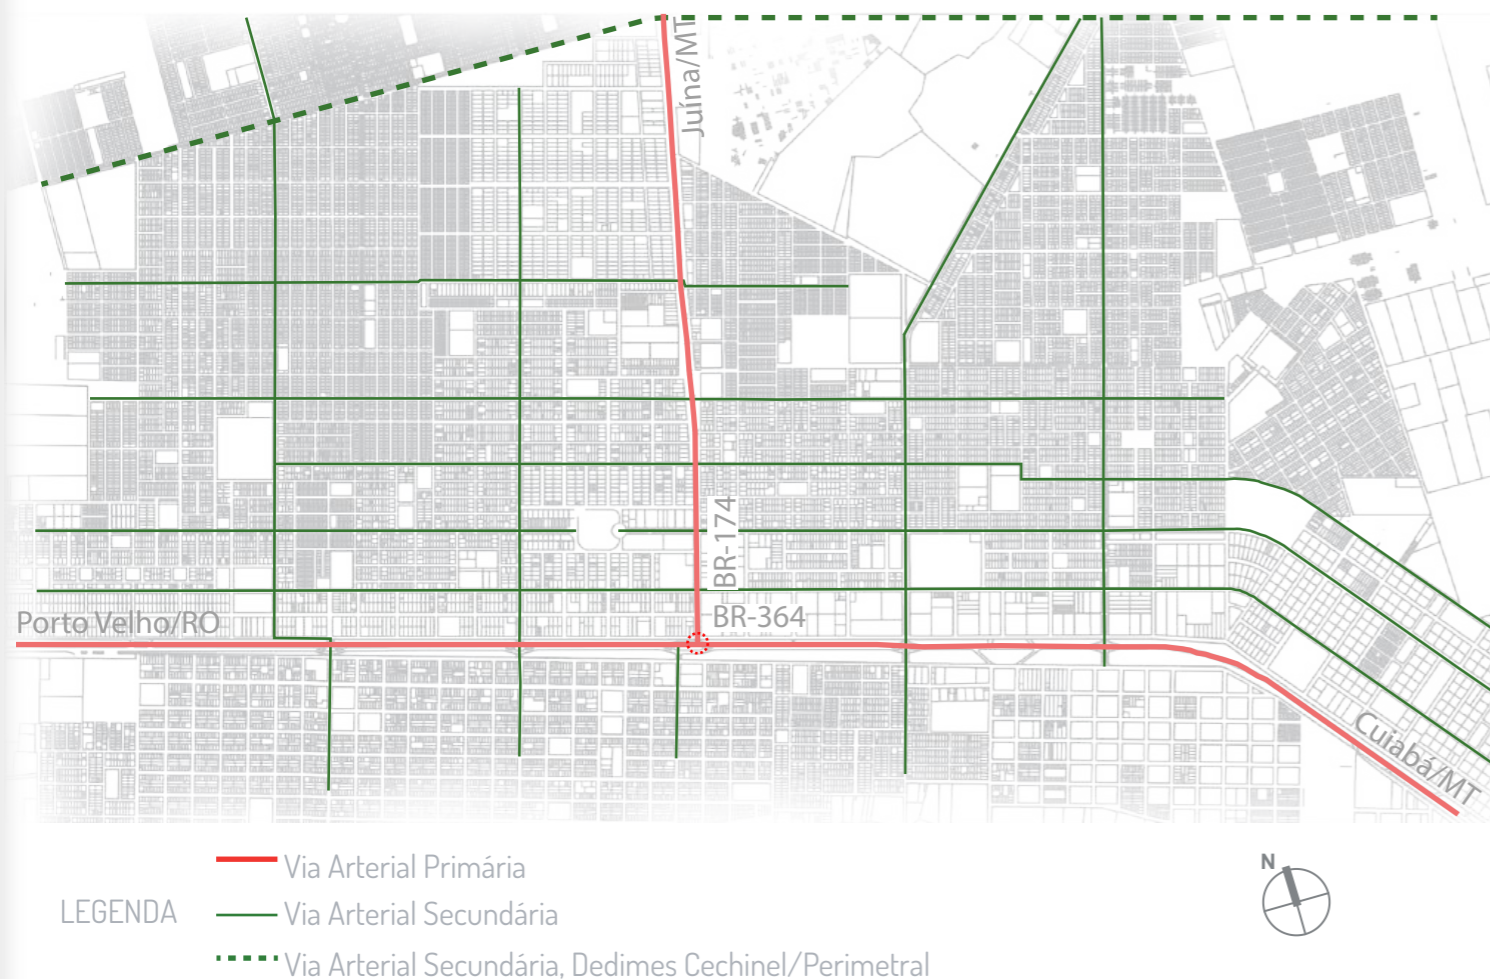 Juína/MT
BR-174
Porto Velho/RO
BR-364
Cuiabá/MT
LEGENDA
Via Arterial Primária
Via Arterial Secundária
Via Arterial Secundária, Dedimes Cechinel/Perimetral
N